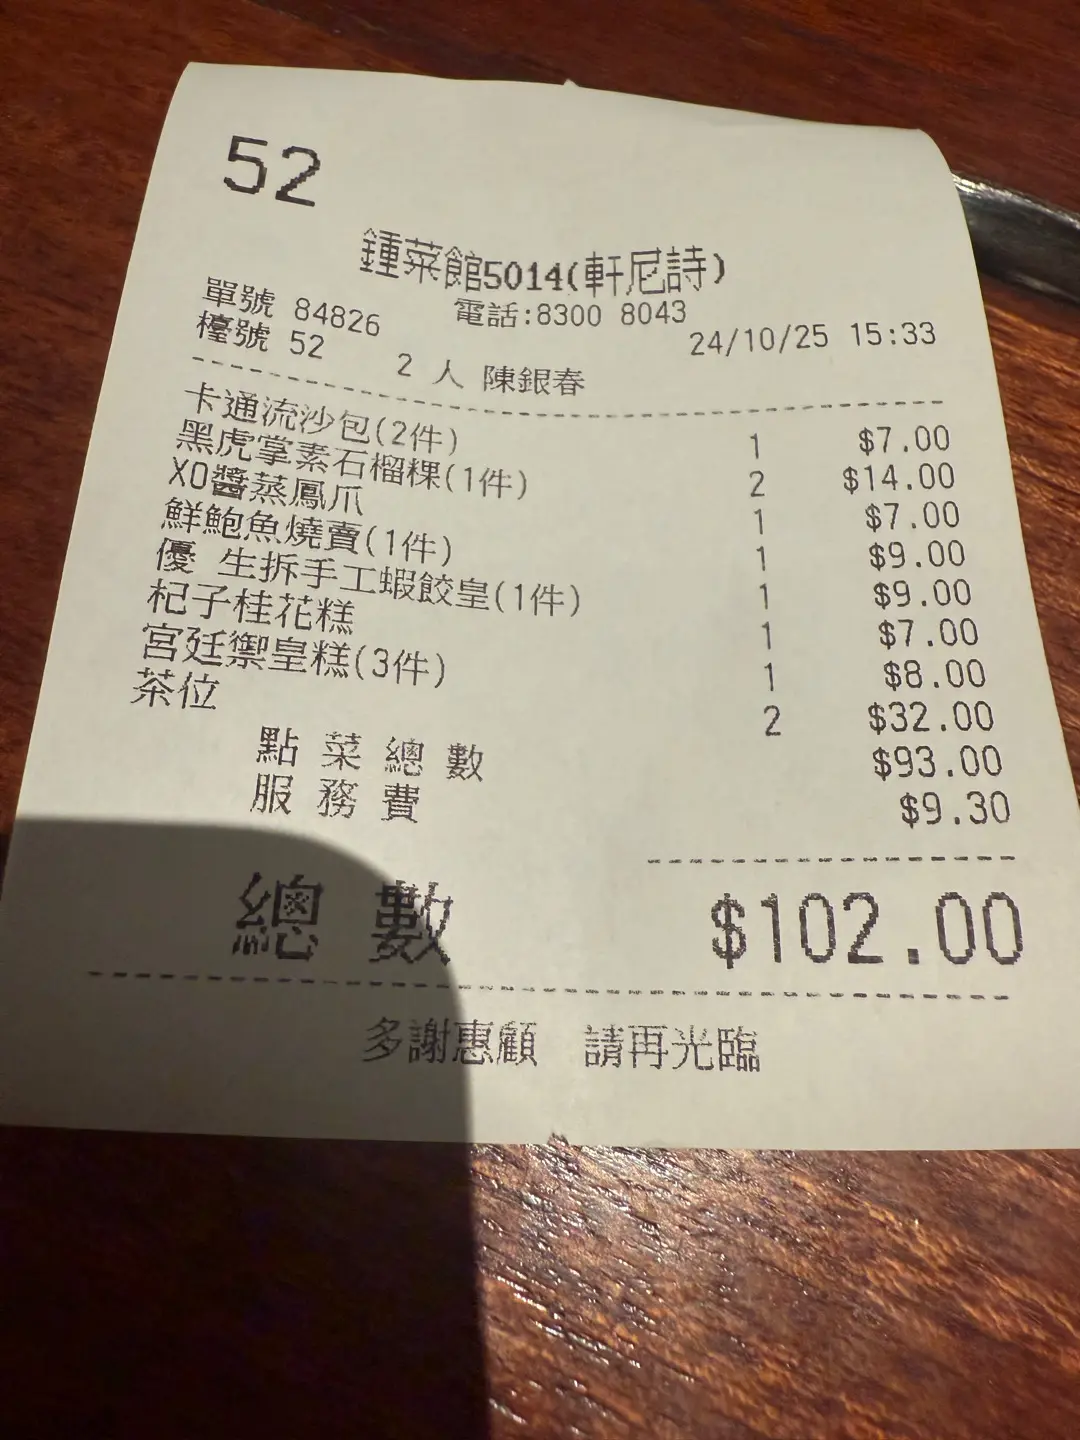 52
鍾菜館5014(軒尼詩)
電話:8300 8043
單號 84826 24/10/25 15:33
檯號 52 2 人 陳銀春
卡通流沙包(2件) 1 $7.00
黑虎掌素石榴粿(1件) 2 $14.00
XO醬蒸鳳爪 1 $7.00
鮮鮑魚燒賣(1件) 1 $9.00
優 生拆手工蝦餃皇(1件) 1 $9.00
杞子桂花糕 1 $7.00
宮廷禦皇糕(3件) 1 $8.00
茶位 2 $32.00
點菜總數 $93.00
服務費 $9.30
總數 $102.00
多謝惠顧 請再光臨